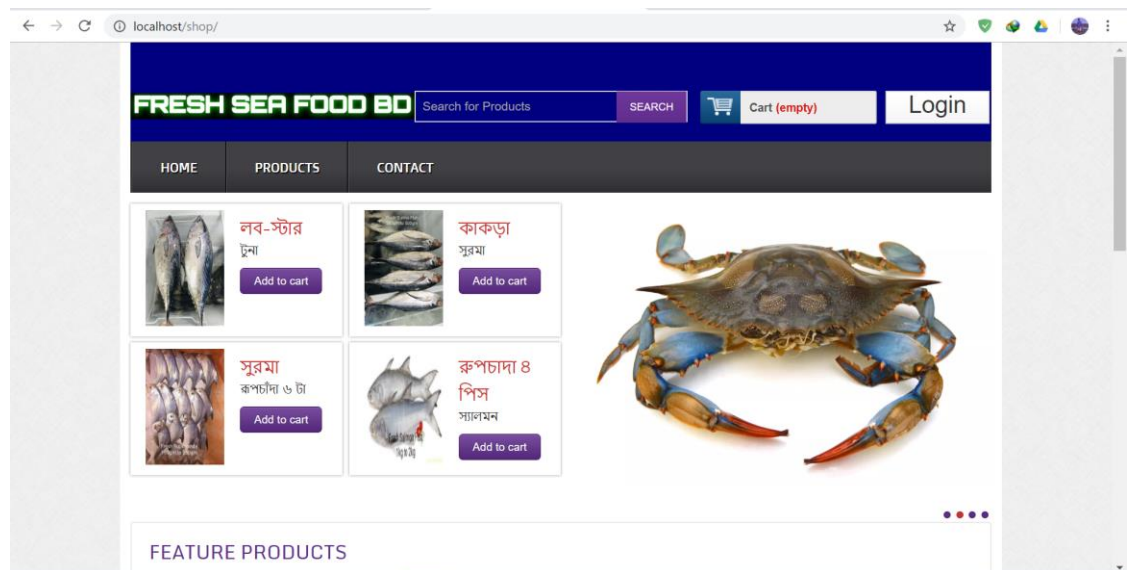 localhost/shop/
FRESH SEA FOOD BD
Search for Products
SEARCH
Cart (empty)
Login
HOME
PRODUCTS
CONTACT
লব-স্টার
টুনা
Add to cart
কাকড়া
সুরমা
Add to cart
সুরমা
রূপচাঁদা ৬ টা
Add to cart
রুপচাদা ৪
পিস
স্যালমন
Add to cart
FEATURE PRODUCTS